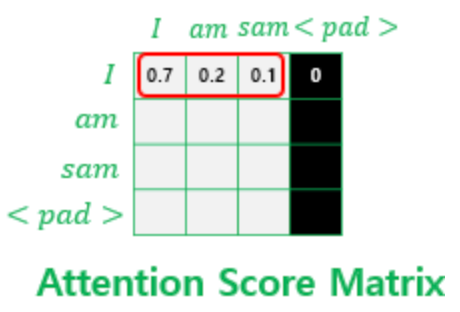 I am sam < pad >
I 0.7 0.2 0.1 0
am
sam
< pad >
Attention Score Matrix